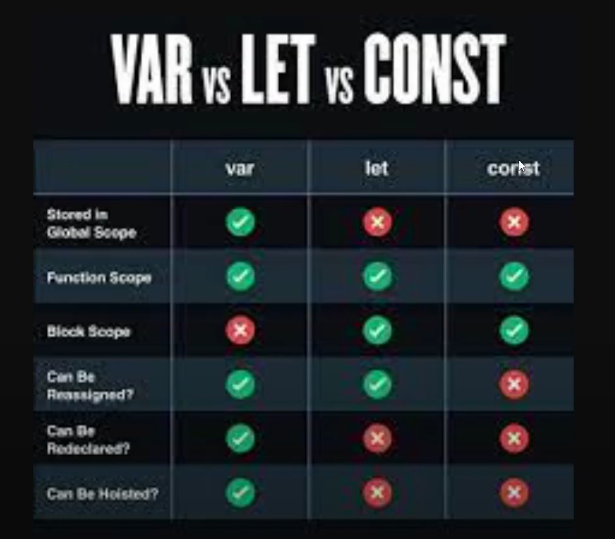 VAR VS LET VS CONST
var let const
Stored in
Global Scope
Function Scope
Block Scope
Can Be
Reassigned?
Can Be
Redeclared?
Can Be Hoisted?